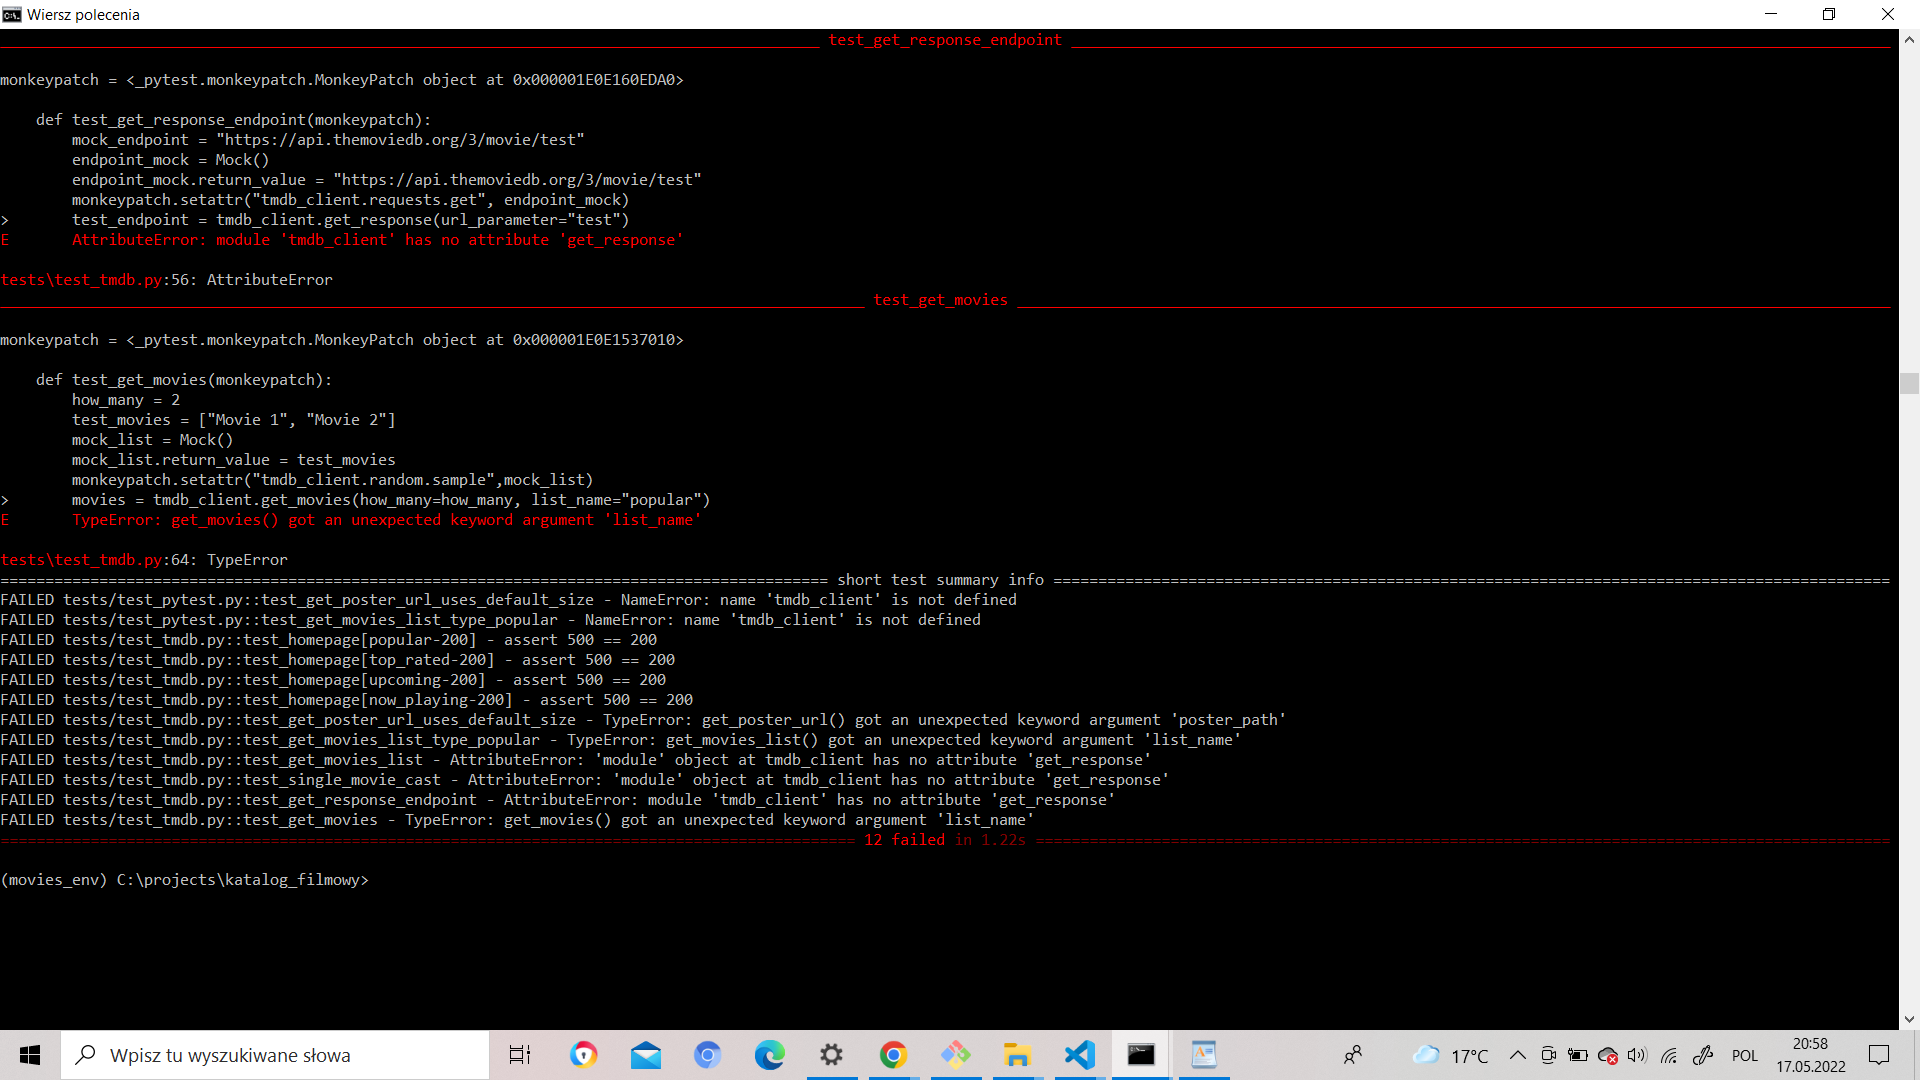 Wiersz polecenia
test_get_response_endpoint
monkeypatch = <_pytest.monkeypatch.MonkeyPatch object at 0x000001E0E160EDA0>
def test_get_response_endpoint(monkeypatch):
mock_endpoint = "https://api.themoviedb.org/3/movie/test"
endpoint_mock = Mock()
endpoint_mock.return_value = "https://api.themoviedb.org/3/movie/test"
monkeypatch.setattr("tmdb_client.requests.get", endpoint_mock)
> test_endpoint = tmdb_client.get_response(url_parameter="test")
E AttributeError: module 'tmdb_client' has no attribute 'get_response'
tests\test_tmdb.py:56: AttributeError
test_get_movies
monkeypatch = <_pytest.monkeypatch.MonkeyPatch object at 0x000001E0E1537010>
def test_get_movies(monkeypatch):
how_many = 2
test_movies = ["Movie 1", "Movie 2"]
mock_list = Mock()
mock_list.return_value = test_movies
monkeypatch.setattr("tmdb_client.random.sample",mock_list)
> movies = tmdb_client.get_movies(how_many=how_many, list_name="popular")
E TypeError: get_movies() got an unexpected keyword argument 'list_name'
tests\test_tmdb.py:64: TypeError
short test summary info
FAILED tests/test_pytest.py::test_get_poster_url_uses_default_size - NameError: name 'tmdb_client' is not defined
FAILED tests/test_pytest.py::test_get_movies_list_type_popular - NameError: name 'tmdb_client' is not defined
FAILED tests/test_tmdb.py::test_homepage[popular-200] - assert 500 == 200
FAILED tests/test_tmdb.py::test_homepage[top_rated-200] - assert 500 == 200
FAILED tests/test_tmdb.py::test_homepage[upcoming-200] - assert 500 == 200
FAILED tests/test_tmdb.py::test_homepage[now_playing-200] - assert 500 == 200
FAILED tests/test_tmdb.py::test_get_poster_url_uses_default_size - TypeError: get_poster_url() got an unexpected keyword argument 'poster_path'
FAILED tests/test_tmdb.py::test_get_movies_list_type_popular - TypeError: get_movies_list() got an unexpected keyword argument 'list_name'
FAILED tests/test_tmdb.py::test_get_movies_list - AttributeError: 'module' object at tmdb_client has no attribute 'get_response'
FAILED tests/test_tmdb.py::test_single_movie_cast - AttributeError: 'module' object at tmdb_client has no attribute 'get_response'
FAILED tests/test_tmdb.py::test_get_response_endpoint - AttributeError: module 'tmdb_client' has no attribute 'get_response'
FAILED tests/test_tmdb.py::test_get_movies - TypeError: get_movies() got an unexpected keyword argument 'list_name'
12 failed in 1.22s
(movies_env) C:\projects\katalog_filmowy>
Wpisz tu wyszukiwane słowa
17°C
POL
20:58
17.05.2022